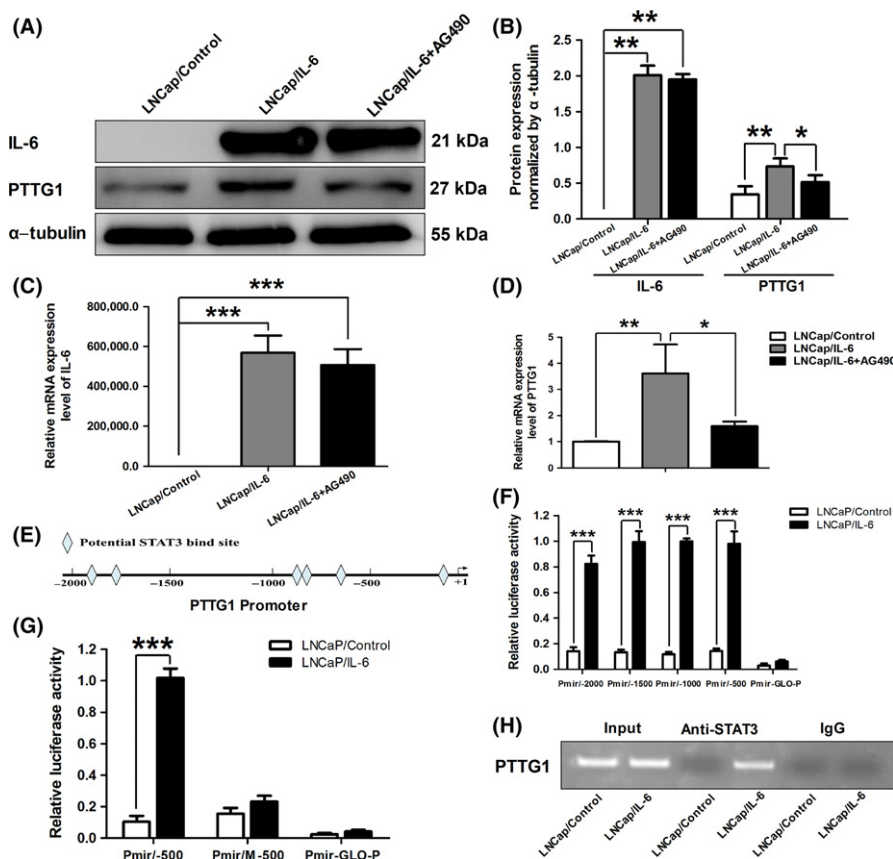 (A)
LNCap/Control
LNCap/IL-6
LNCap/IL-6+AG490
IL-6
21 kDa
PTTG1
27 kDa
α–tubulin
55 kDa
(B)
Protein expression
normalized by α -tubulin
2.5
2.0
1.5
1.0
0.5
0.0
**
**
**
*
LNCap/Control
LNCap/IL-6
LNCap/IL-6+AG490
LNCap/Control
LNCap/IL-6
LNCap/IL-6+AG490
IL-6
PTTG1
(C)
Relative mRNA expression
level of IL-6
800,000.0
600,000.0
400,000.0
200,000.0
0.0
***
***
LNCap/Control
LNCap/IL-6
LNCap/IL-6+AG490
(D)
Relative mRNA expression
level of PTTG1
5
4
3
2
1
0
**
*
LNCap/Control
LNCap/IL-6
LNCap/IL-6+AG490
(E)
Potential STAT3 bind site
−2000
−1500
−1000
−500
+1
PTTG1 Promoter
(F)
Relative luciferase activity
1.2
1.0
0.8
0.6
0.4
0.2
0.0
***
***
***
***
LNCaP/Control
LNCaP/IL-6
Pmir/-2000
Pmir/-1500
Pmir/-1000
Pmir/-500
Pmir-GLO-P
(G)
Relative luciferase activity
1.2
1.0
0.8
0.6
0.4
0.2
0.0
***
LNCaP/Control
LNCaP/IL-6
Pmir/-500
Pmir/M-500
Pmir-GLO-P
(H)
Input
Anti-STAT3
IgG
PTTG1
LNCap/Control
LNCap/IL-6
LNCap/Control
LNCap/IL-6
LNCap/Control
LNCap/IL-6